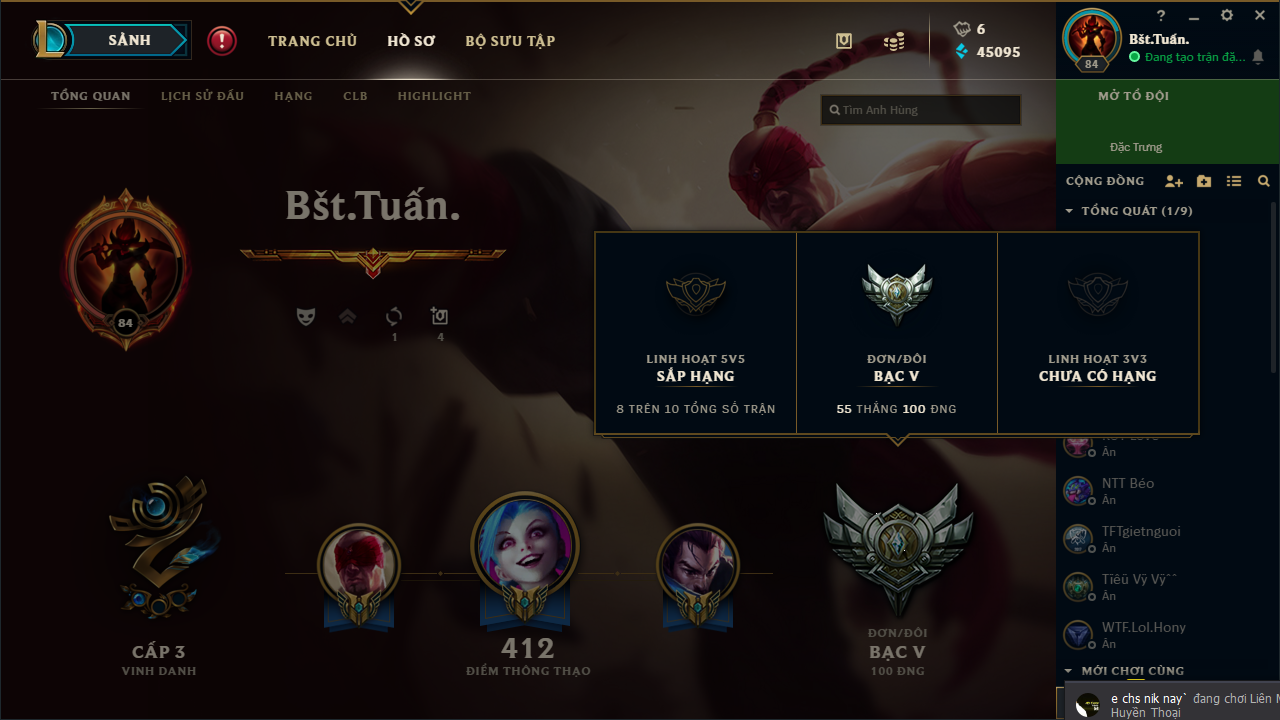 SẢNH
TRANG CHỦ
HỒ SƠ
BỘ SƯU TẬP
6
45095
?
84
Bšt.Tuấn.
Đang tạo trận đặ...
TỔNG QUAN
LỊCH SỬ ĐẤU
HẠNG
CLB
HIGHLIGHT
Tìm Anh Hùng
MỞ TỔ ĐỘI
Đặc Trưng
CỘNG ĐỒNG
TỔNG QUÁT (1/9)
Bšt.Tuấn.
84
1
4
LINH HOẠT 5V5
SẮP HẠNG
8 TRÊN 10 TỔNG SỐ TRẬN
ĐƠN/ĐÔI
BẠC V
55 THẮNG 100 ĐNG
LINH HOẠT 3V3
CHƯA CÓ HẠNG
Ẩn
NTT Béo
Ẩn
TFTgietnguoi
Ẩn
Tiêü Vÿ Vÿˆˆ
Ẩn
WTF.Lol.Hony
Ẩn
CẤP 3
VINH DANH
412
ĐIỂM THÔNG THẠO
ĐƠN/ĐÔI
BẠC V
100 ĐNG
MỚI CHƠI CÙNG
e chs nik nay` đang chơi Liên M
Huyền Thoại